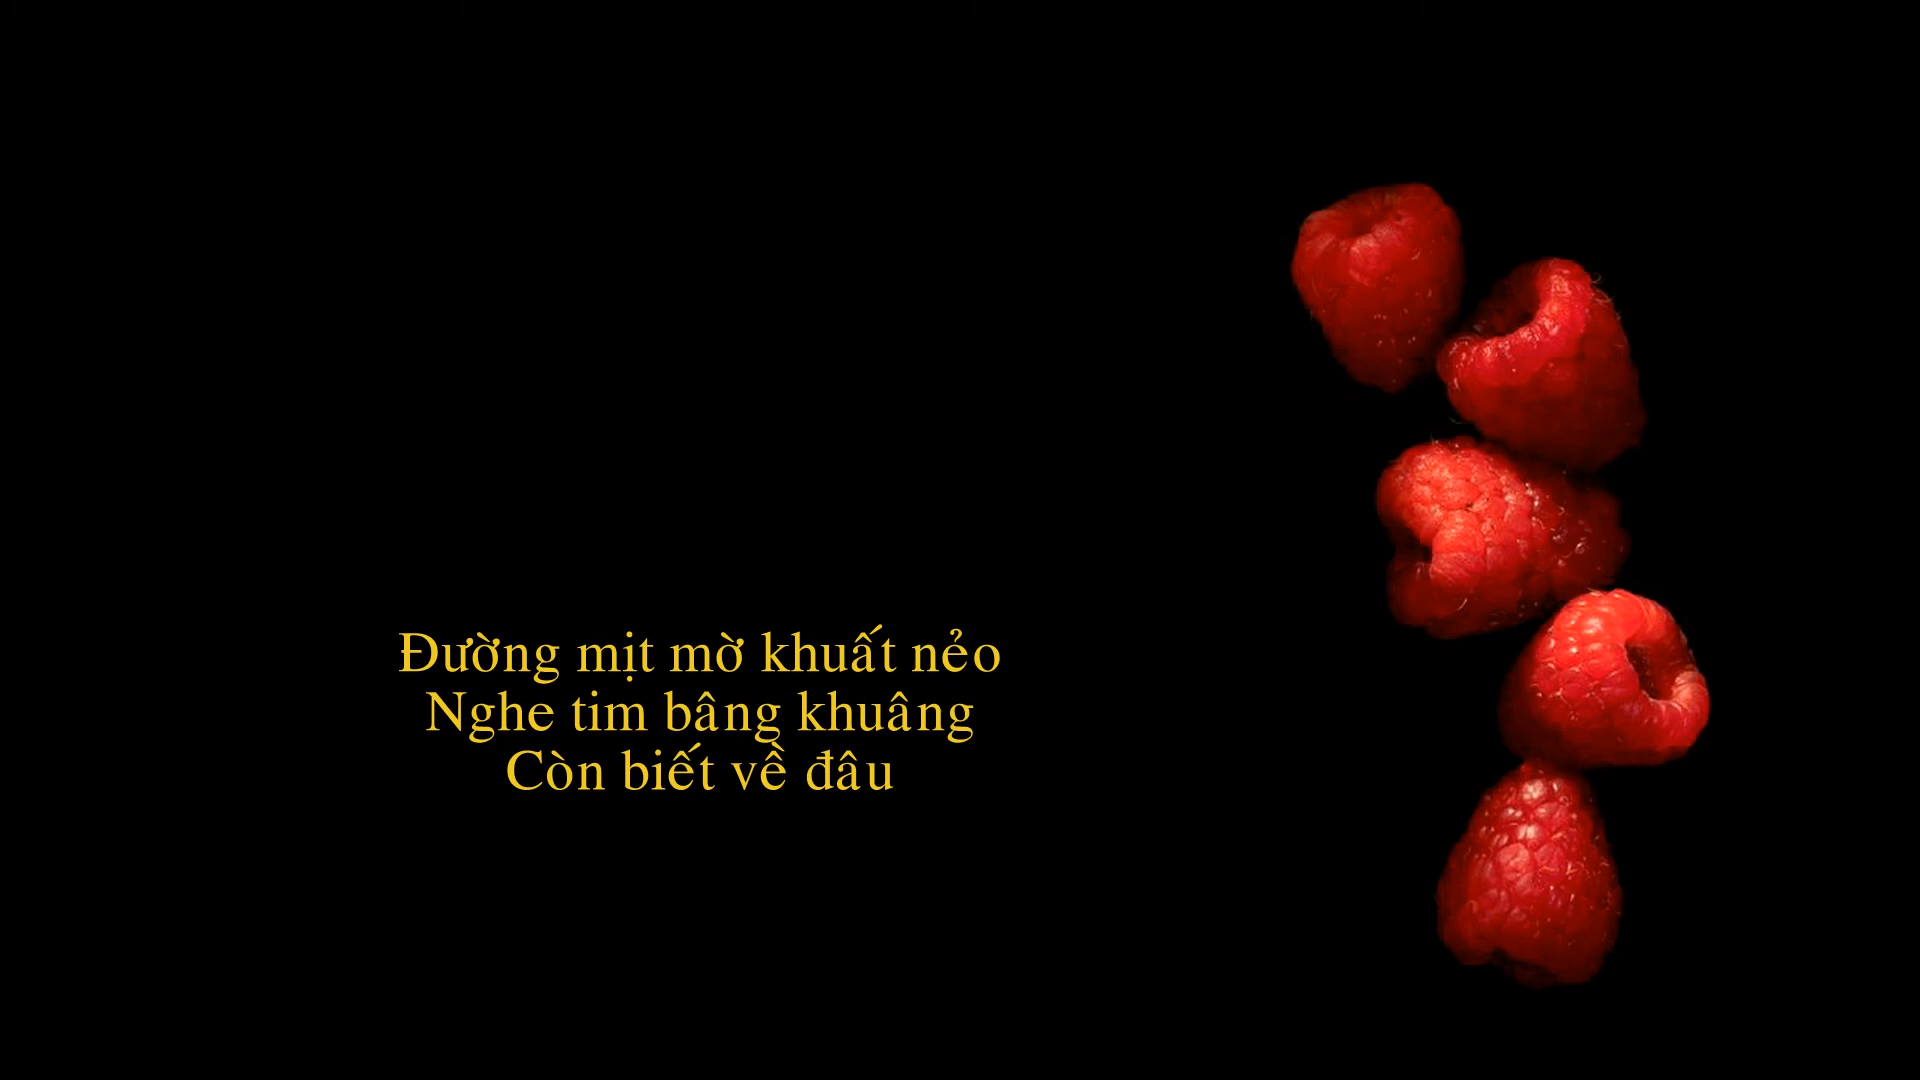 Đường mịt mờ khuất nẻo
Nghe tim bâng khuâng
Còn biết về đâu